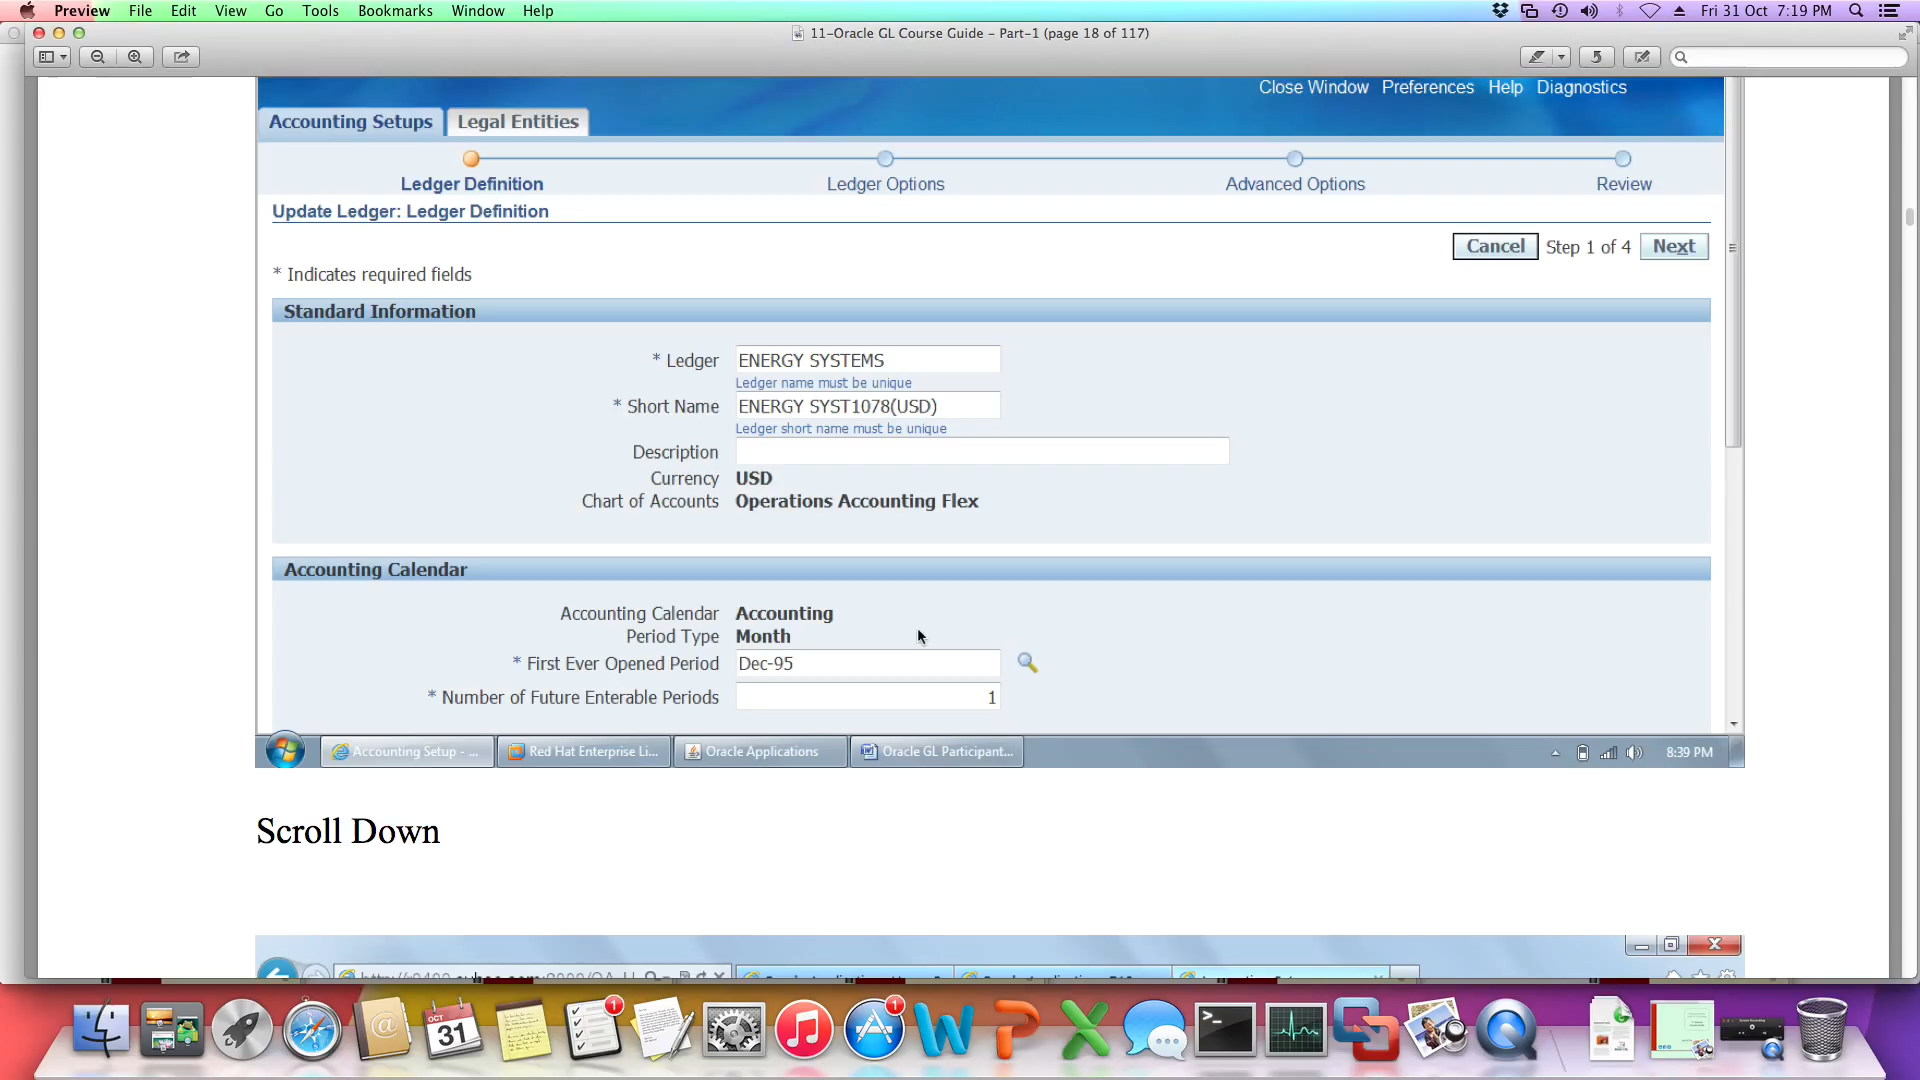 Preview File Edit View Go Tools Bookmarks Window Help Fri 31 Oct 7:19 PM
11-Oracle GL Course Guide - Part-1 (page 18 of 117)
Close Window Preferences Help Diagnostics
Accounting Setups Legal Entities
Ledger Definition Ledger Options Advanced Options Review
Update Ledger: Ledger Definition
Cancel Step 1 of 4 Next
* Indicates required fields
Standard Information
* Ledger ENERGY SYSTEMS
Ledger name must be unique
* Short Name ENERGY SYST1078(USD)
Ledger short name must be unique
Description
Currency USD
Chart of Accounts Operations Accounting Flex
Accounting Calendar
Accounting Calendar Accounting
Period Type Month
* First Ever Opened Period Dec-95
* Number of Future Enterable Periods 1
Accounting Setup - ... Red Hat Enterprise Li... Oracle Applications Oracle GL Participant... 8:39 PM
Scroll Down
OCT
31
1
1